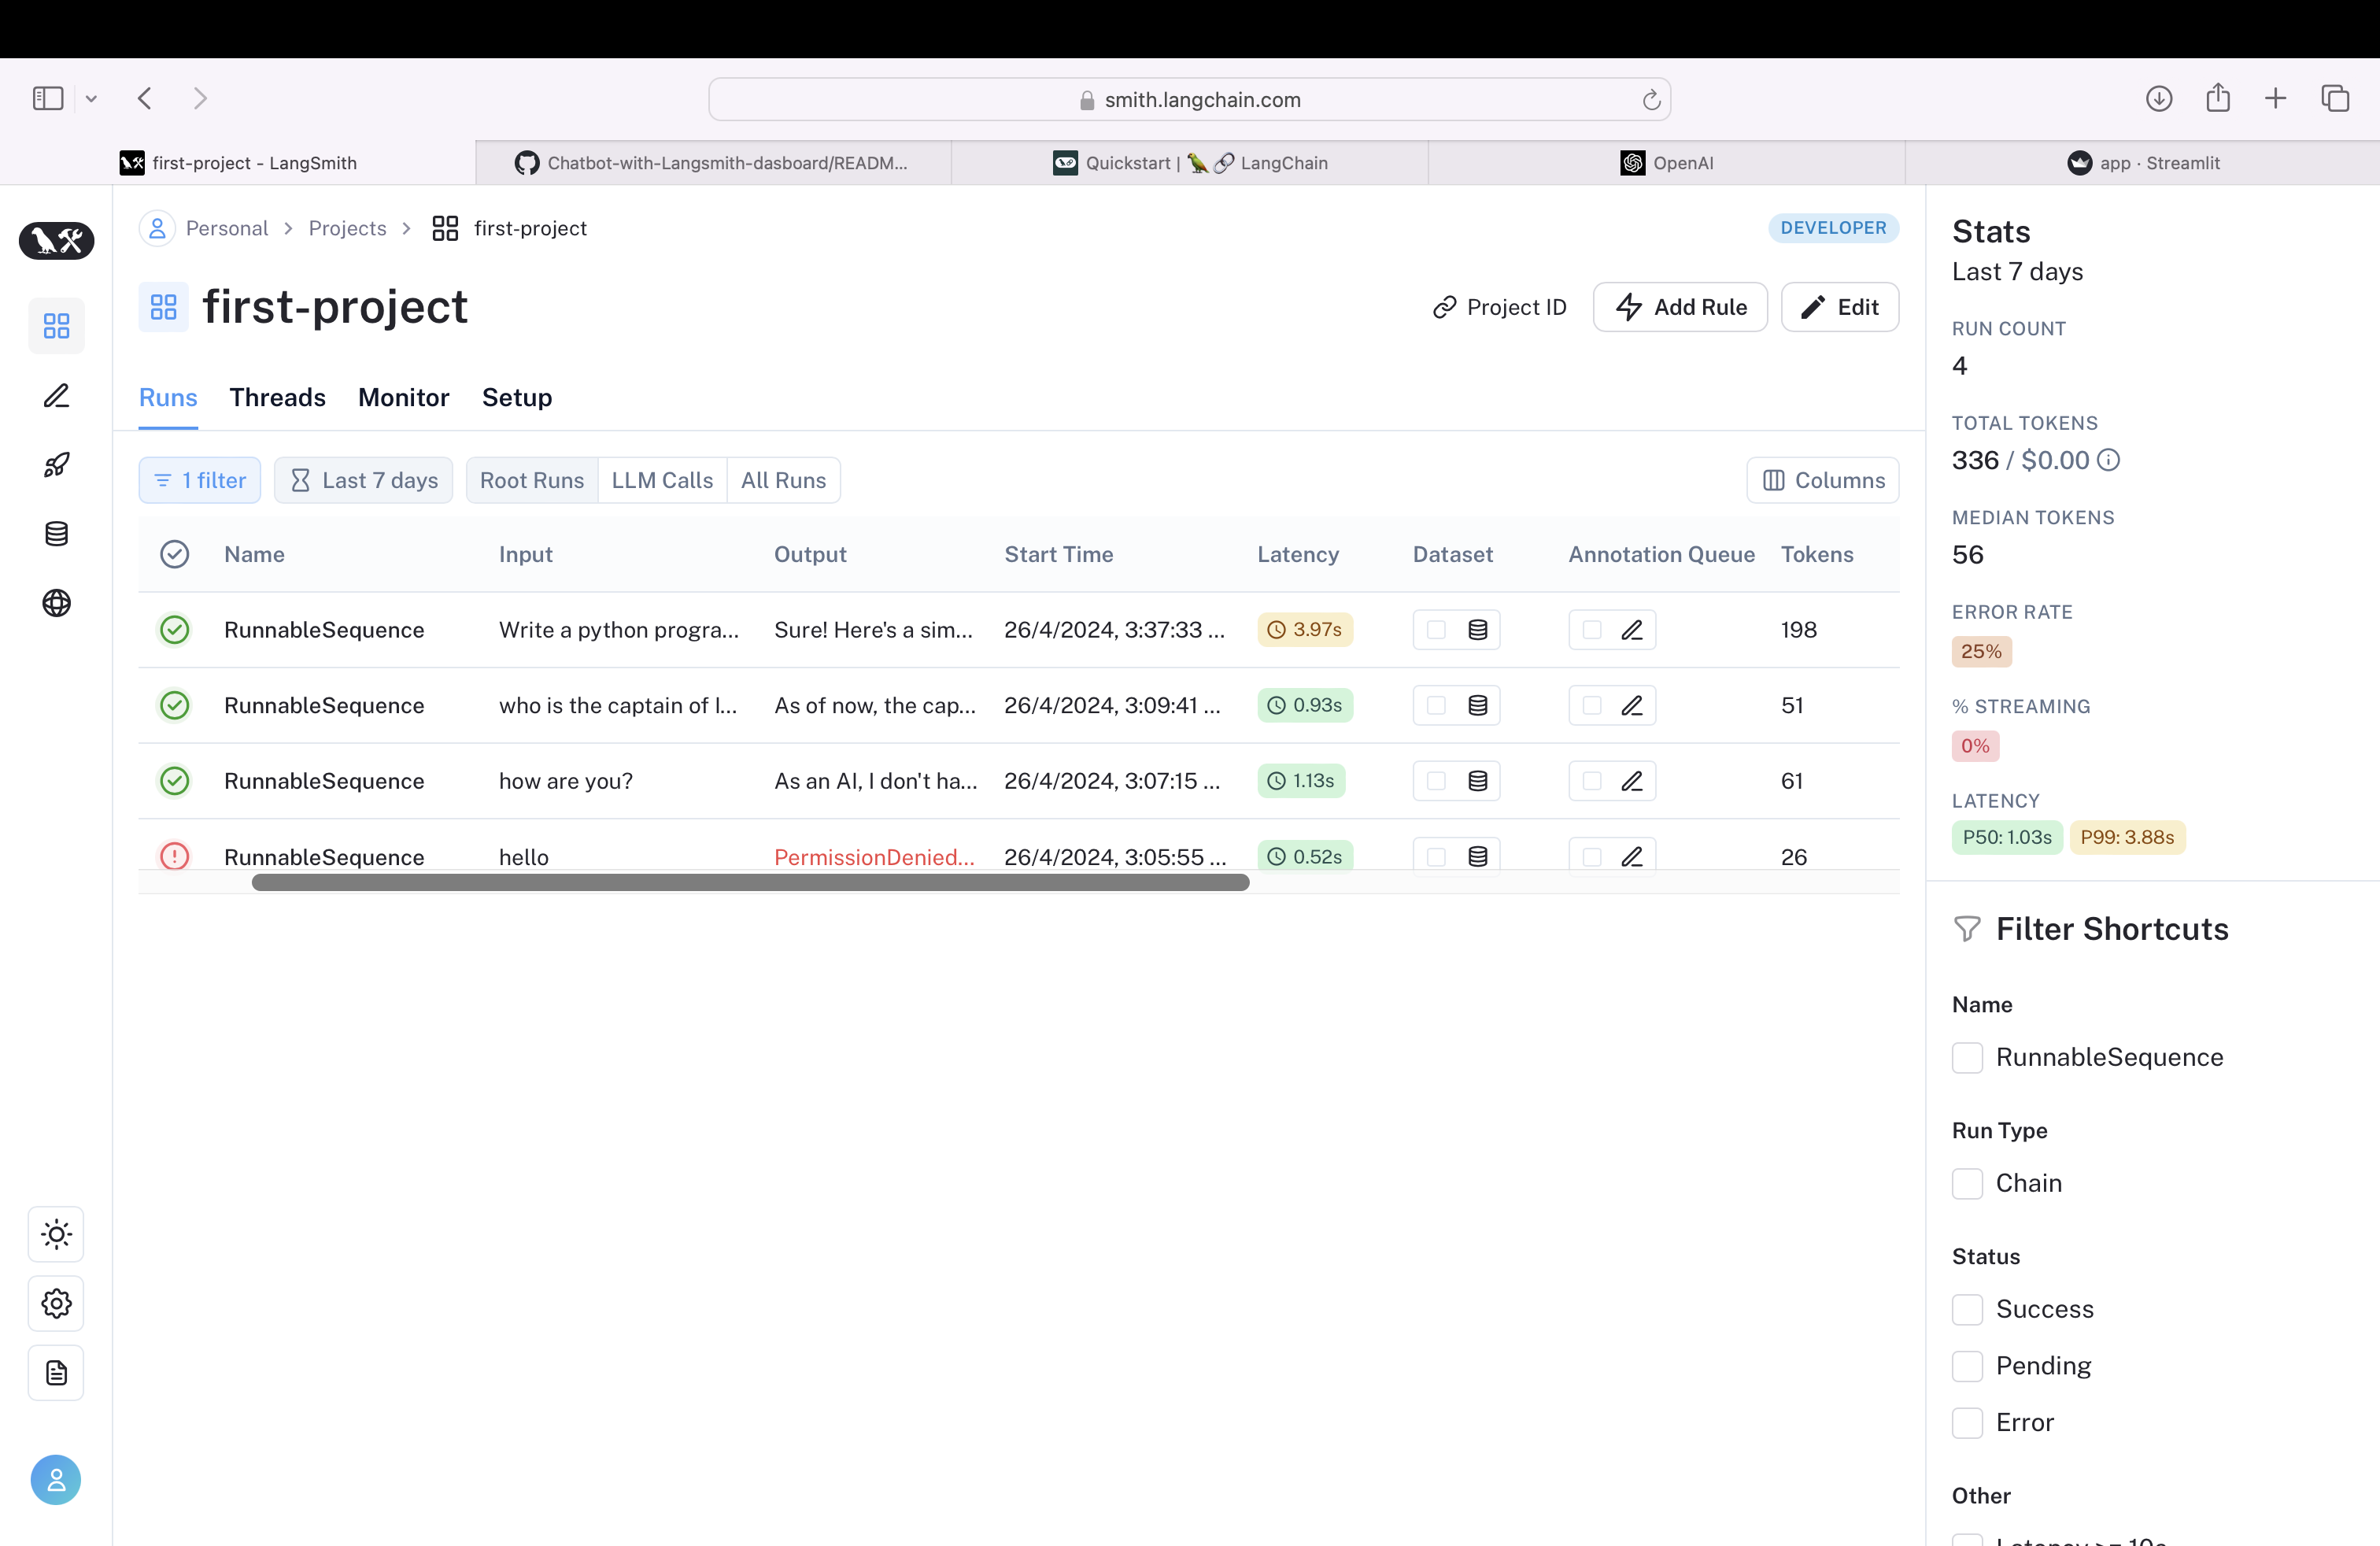 smith.langchain.com
first-project - LangSmith
Chatbot-with-Langsmith-dasboard/READM...
Quickstart | 🦜🔗 LangChain
OpenAI
app · Streamlit
Personal > Projects > first-project
DEVELOPER
first-project
Project ID
Add Rule
Edit
Runs Threads Monitor Setup
1 filter
Last 7 days
Root Runs LLM Calls All Runs
Columns
Name Input Output Start Time Latency Dataset Annotation Queue Tokens
RunnableSequence Write a python progra... Sure! Here's a sim... 26/4/2024, 3:37:33 ... 3.97s 198
RunnableSequence who is the captain of I... As of now, the cap... 26/4/2024, 3:09:41 ... 0.93s 51
RunnableSequence how are you? As an AI, I don't ha... 26/4/2024, 3:07:15 ... 1.13s 61
RunnableSequence hello PermissionDenied... 26/4/2024, 3:05:55 ... 0.52s 26
Stats
Last 7 days
RUN COUNT
4
TOTAL TOKENS
336 / $0.00
MEDIAN TOKENS
56
ERROR RATE
25%
% STREAMING
0%
LATENCY
P50: 1.03s P99: 3.88s
Filter Shortcuts
Name
RunnableSequence
Run Type
Chain
Status
Success
Pending
Error
Other
Latency >= 10s